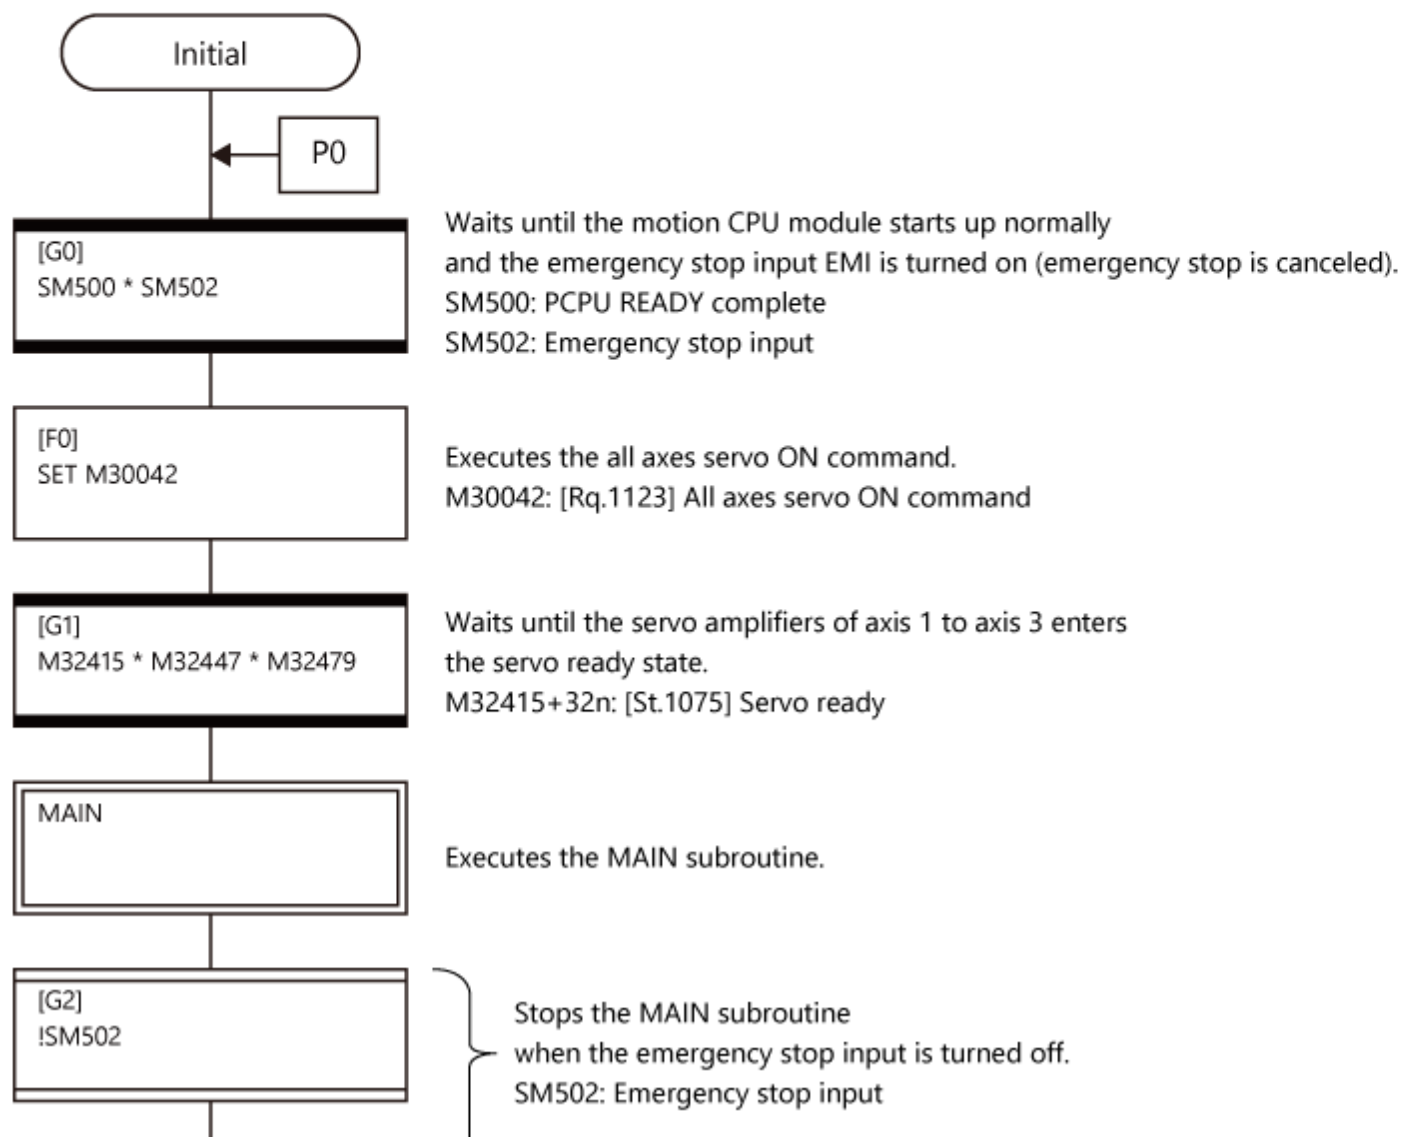 Initial
P0
[G0]
SM500 * SM502
Waits until the motion CPU module starts up normally
and the emergency stop input EMI is turned on (emergency stop is canceled).
SM500: PCPU READY complete
SM502: Emergency stop input
[F0]
SET M30042
Executes the all axes servo ON command.
M30042: [Rq.1123] All axes servo ON command
[G1]
M32415 * M32447 * M32479
Waits until the servo amplifiers of axis 1 to axis 3 enters
the servo ready state.
M32415+32n: [St.1075] Servo ready
MAIN
Executes the MAIN subroutine.
[G2]
!SM502
Stops the MAIN subroutine
when the emergency stop input is turned off.
SM502: Emergency stop input